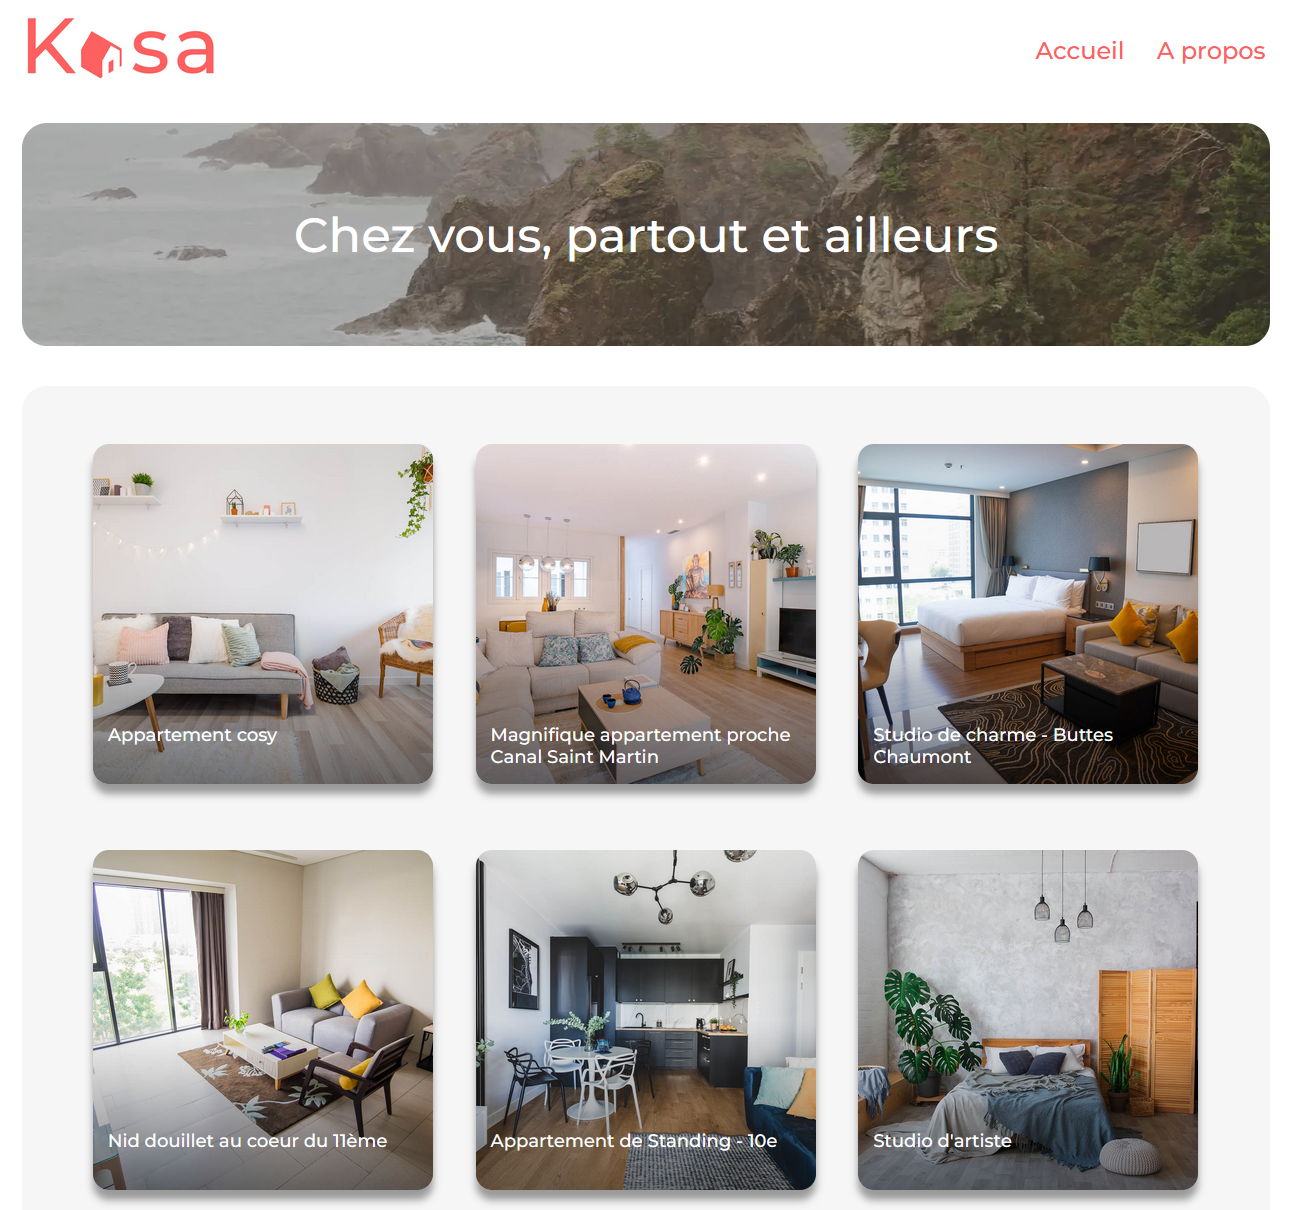 Kasa
Accueil
A propos
Chez vous, partout et ailleurs
Appartement cosy
Magnifique appartement proche
Canal Saint Martin
Studio de charme - Buttes
Chaumont
Nid douillet au coeur du 11ème
Appartement de Standing - 10e
Studio d'artiste